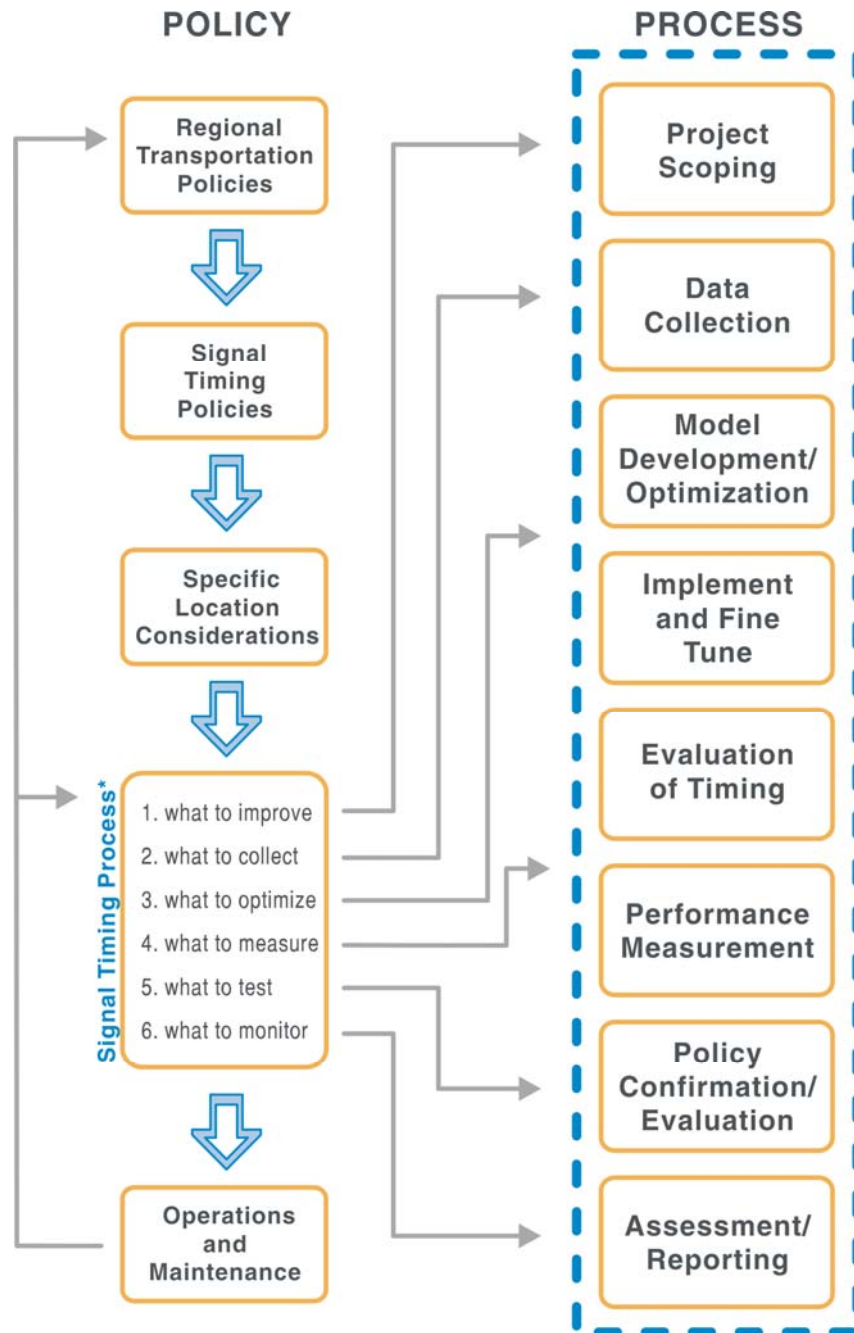 POLICY
Regional
Transportation
Policies
Signal
Timing
Policies
Specific
Location
Considerations
Signal Timing Process*
1. what to improve
2. what to collect
3. what to optimize
4. what to measure
5. what to test
6. what to monitor
Operations
and
Maintenance
PROCESS
Project
Scoping
Data
Collection
Model
Development/
Optimization
Implement
and Fine
Tune
Evaluation
of Timing
Performance
Measurement
Policy
Confirmation/
Evaluation
Assessment/
Reporting